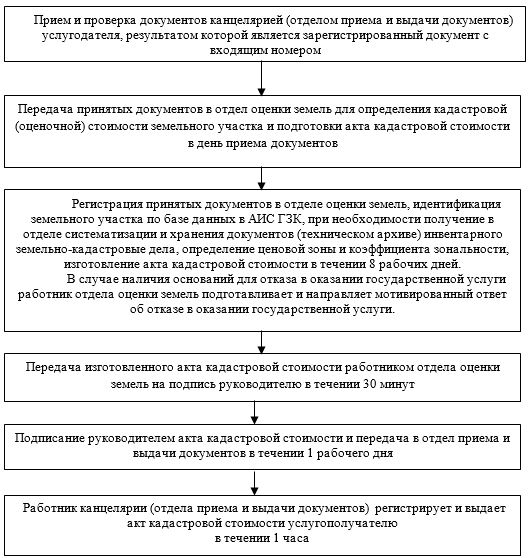 Прием и проверка документов канцелярией (отделом приема и выдачи документов)
услугодателя, результатом которой является зарегистрированный документ с
входящим номером
Передача принятых документов в отдел оценки земель для определения кадастровой
(оценочной) стоимости земельного участка и подготовки акта кадастровой стоимости
в день приема документов
Регистрация принятых документов в отделе оценки земель, идентификация
земельного участка по базе данных в АИС ГЗК, при необходимости получение в
отделе систематизации и хранения документов (техническом архиве) инвентарного
земельно-кадастровые дела, определение ценовой зоны и коэффициента зональности,
изготовление акта кадастровой стоимости в течении 8 рабочих дней.
В случае наличия оснований для отказа в оказании государственной услуги
работник отдела оценки земель подготавливает и направляет мотивированный ответ
об отказе в оказании государственной услуги.
Передача изготовленного акта кадастровой стоимости работником отдела оценки
земель на подпись руководителю в течении 30 минут
Подписание руководителем акта кадастровой стоимости и передача в отдел приема и
выдачи документов в течении 1 рабочего дня
Работник канцелярии (отдела приема и выдачи документов) регистрирует и выдает
акт кадастровой стоимости услугополучателю
в течении 1 часа